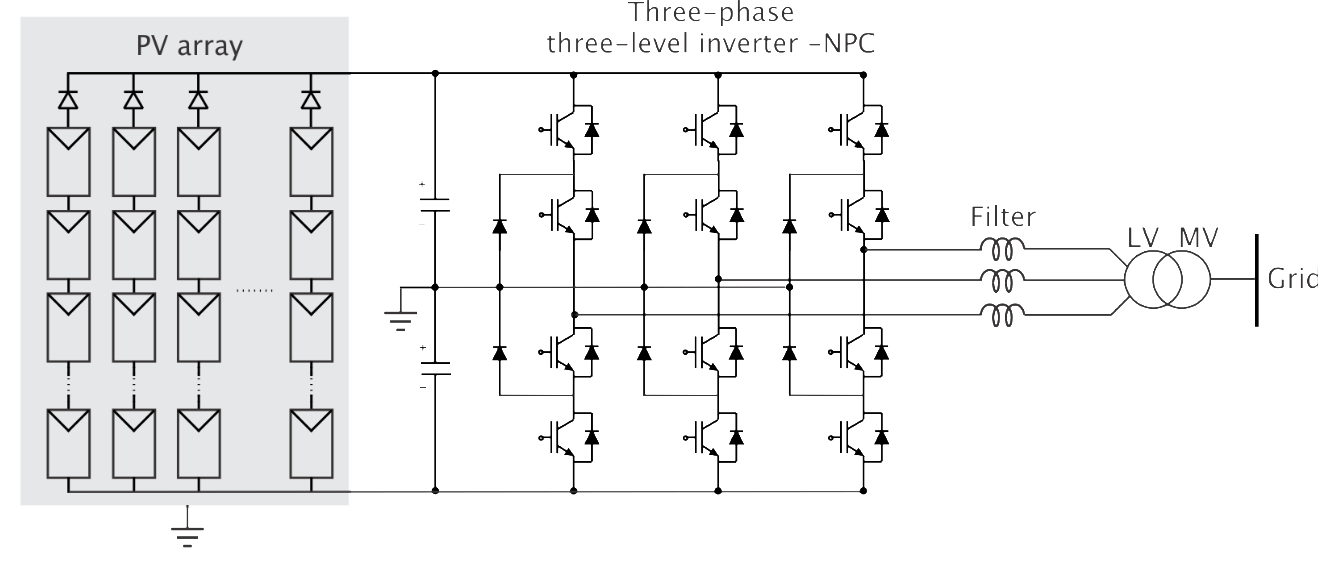 Three-phase
three-level inverter -NPC
PV array
+
-
+
-
Filter
LV MV
Grid